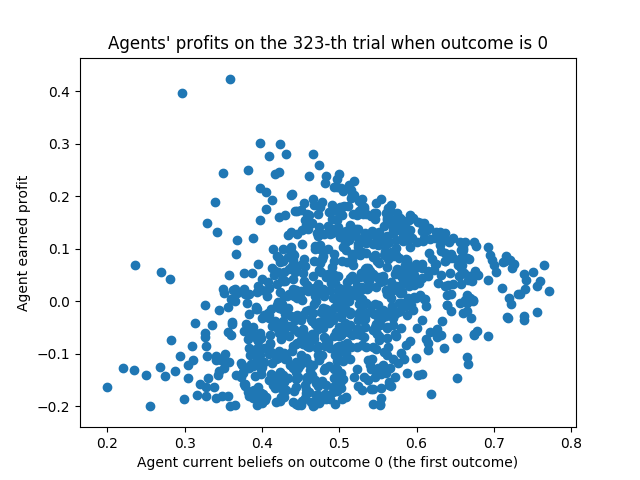 Agents' profits on the 323-th trial when outcome is 0
0.4
0.3
0.2
0.1
0.0
−0.1
−0.2
Agent earned profit
0.2 0.3 0.4 0.5 0.6 0.7 0.8
Agent current beliefs on outcome 0 (the first outcome)